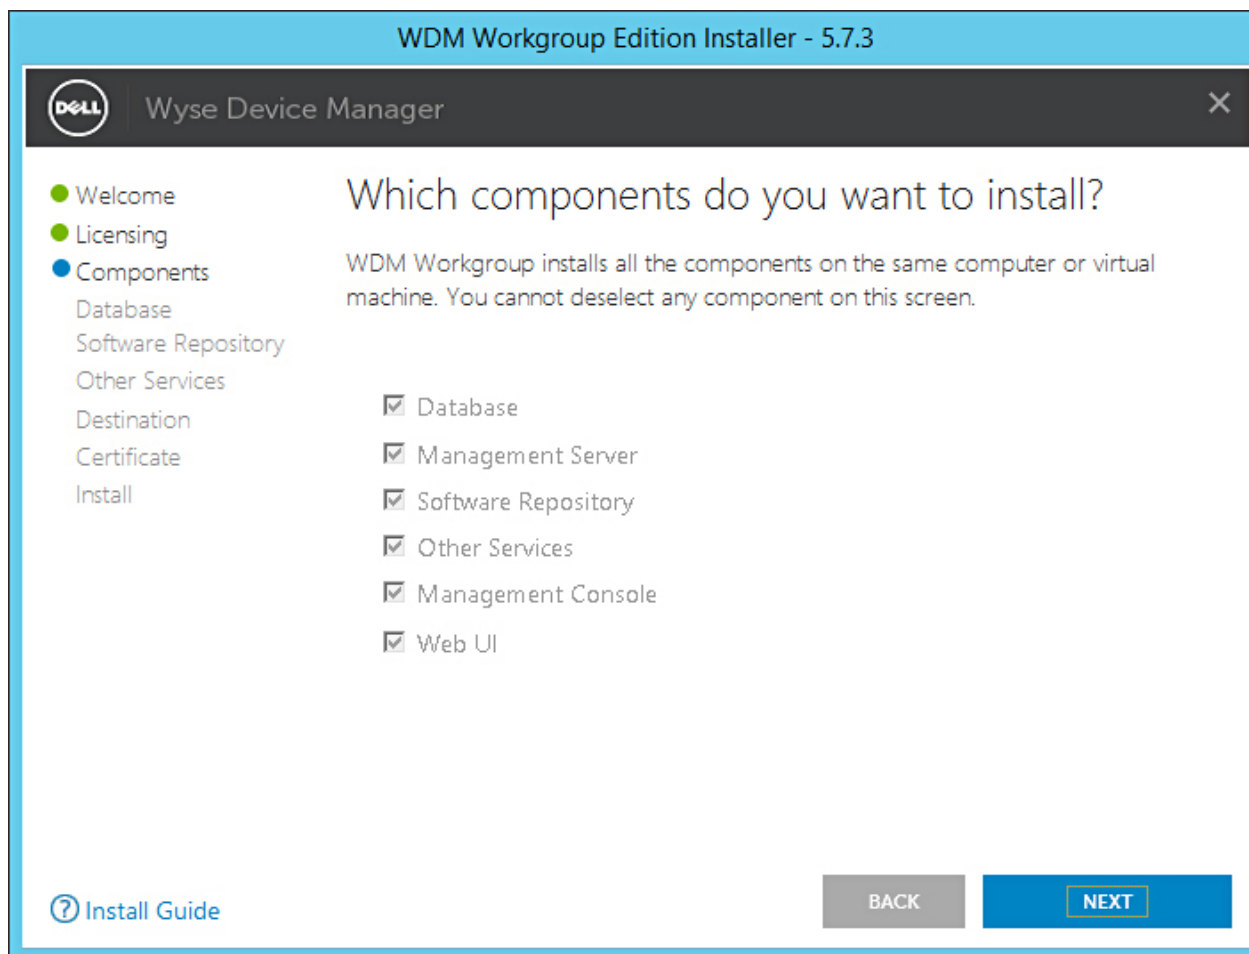 WDM Workgroup Edition Installer - 5.7.3
DELL
Wyse Device Manager
Welcome
Licensing
Components
Database
Software Repository
Other Services
Destination
Certificate
Install
Which components do you want to install?
WDM Workgroup installs all the components on the same computer or virtual
machine. You cannot deselect any component on this screen.
Database
Management Server
Software Repository
Other Services
Management Console
Web UI
? Install Guide
BACK
NEXT